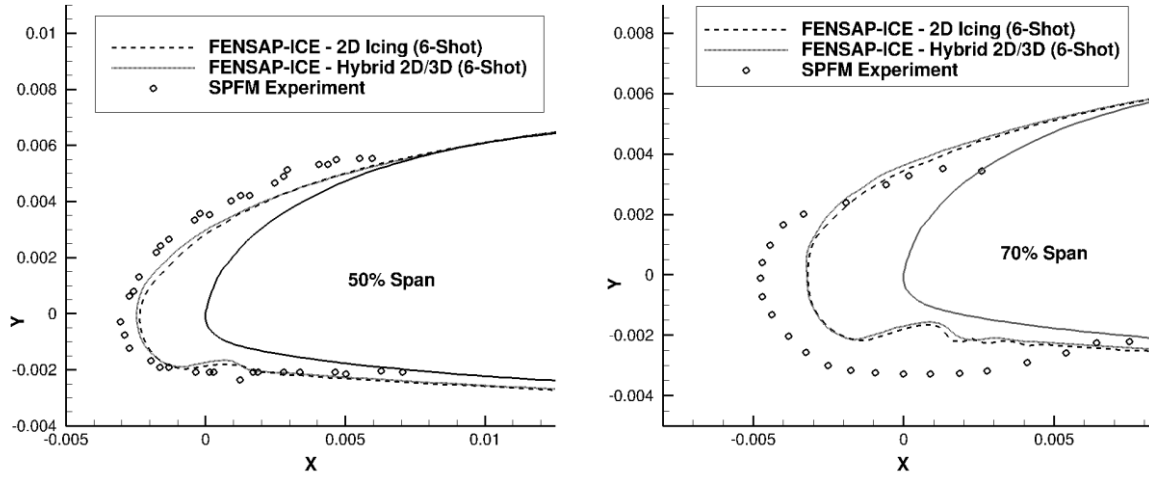 FENSAP-ICE - 2D Icing (6-Shot)
FENSAP-ICE - Hybrid 2D/3D (6-Shot)
SPFM Experiment
0.01
0.008
0.006
0.004
0.002
0
-0.002
-0.004
Y
50% Span
-0.005
0
0.005
0.01
X
FENSAP-ICE - 2D Icing (6-Shot)
FENSAP-ICE - Hybrid 2D/3D (6-Shot)
SPFM Experiment
0.008
0.006
0.004
0.002
0
-0.002
-0.004
Y
70% Span
-0.005
0
0.005
X